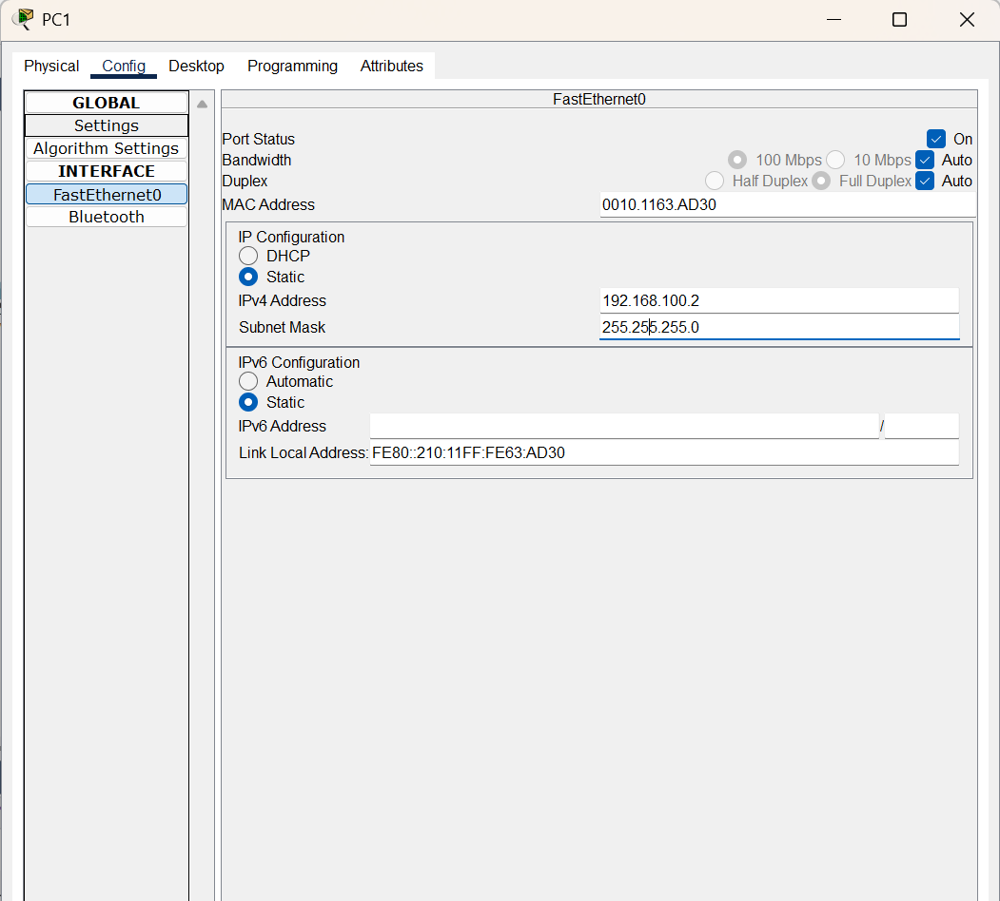 PC1
Physical Config Desktop Programming Attributes
GLOBAL
Settings
Algorithm Settings
INTERFACE
FastEthernet0
Bluetooth
FastEthernet0
Port Status On
Bandwidth 100 Mbps 10 Mbps Auto
Duplex Half Duplex Full Duplex Auto
MAC Address 0010.1163.AD30
IP Configuration
DHCP
Static
IPv4 Address 192.168.100.2
Subnet Mask 255.255.255.0
IPv6 Configuration
Automatic
Static
IPv6 Address /
Link Local Address: FE80::210:11FF:FE63:AD30